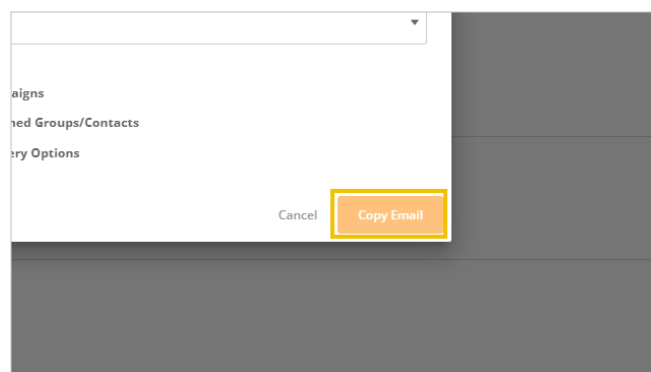 aigns
ned Groups/Contacts
ery Options
Cancel
Copy Email